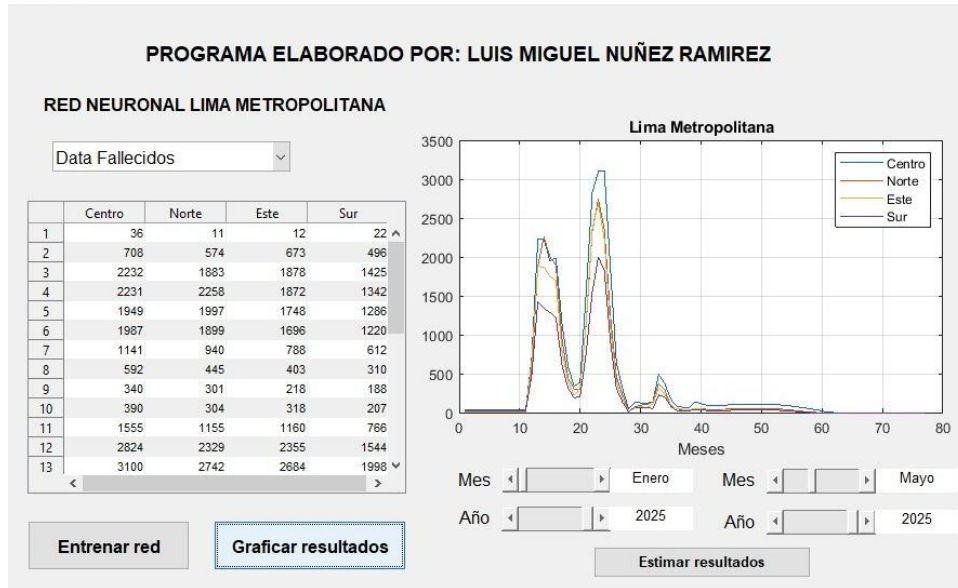 PROGRAMA ELABORADO POR: LUIS MIGUEL NUÑEZ RAMIREZ
RED NEURONAL LIMA METROPOLITANA
Data Fallecidos
Centro Norte Este Sur
1 36 11 12 22
2 708 574 673 496
3 2232 1883 1878 1425
4 2231 2258 1872 1342
5 1949 1997 1748 1286
6 1987 1899 1696 1220
7 1141 940 788 612
8 592 445 403 310
9 340 301 218 188
10 390 304 318 207
11 1555 1155 1160 766
12 2824 2329 2355 1544
13 3100 2742 2684 1998
Entrenar red
Graficar resultados
Lima Metropolitana
3500
3000
2500
2000
1500
1000
500
0
Centro
Norte
Este
Sur
0 10 20 30 40 50 60 70 80
Meses
Mes Enero Mes Mayo
Año 2025 Año 2025
Estimar resultados